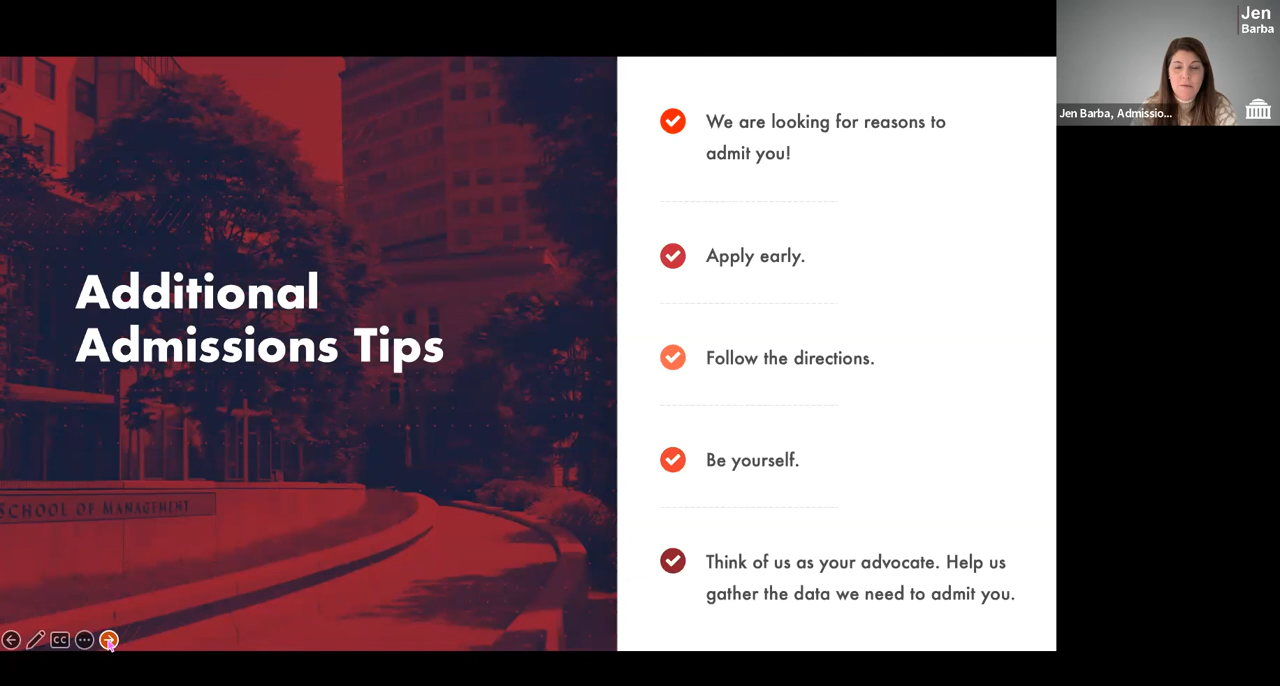 Additional
Admissions Tips
SCHOOL OF MANAGEMENT
We are looking for reasons to
admit you!
Apply early.
Follow the directions.
Be yourself.
Think of us as your advocate. Help us
gather the data we need to admit you.
CC
Jen
Barba
Jen Barba, Admissio...